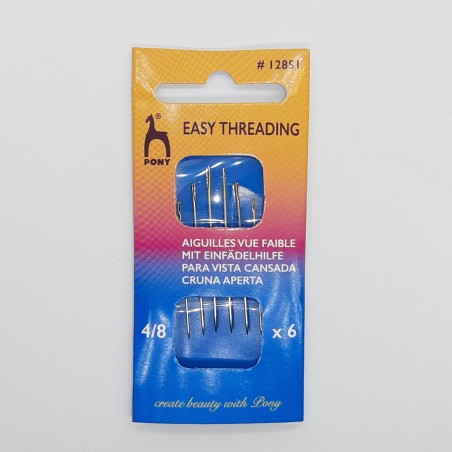 # 12851
EASY THREADING
PONY
AIGUILLES VUE FAIBLE
MIT EINFÄDELHILFE
PARA VISTA CANSADA
CRUNA APERTA
4/8 x 6
create beauty with Pony